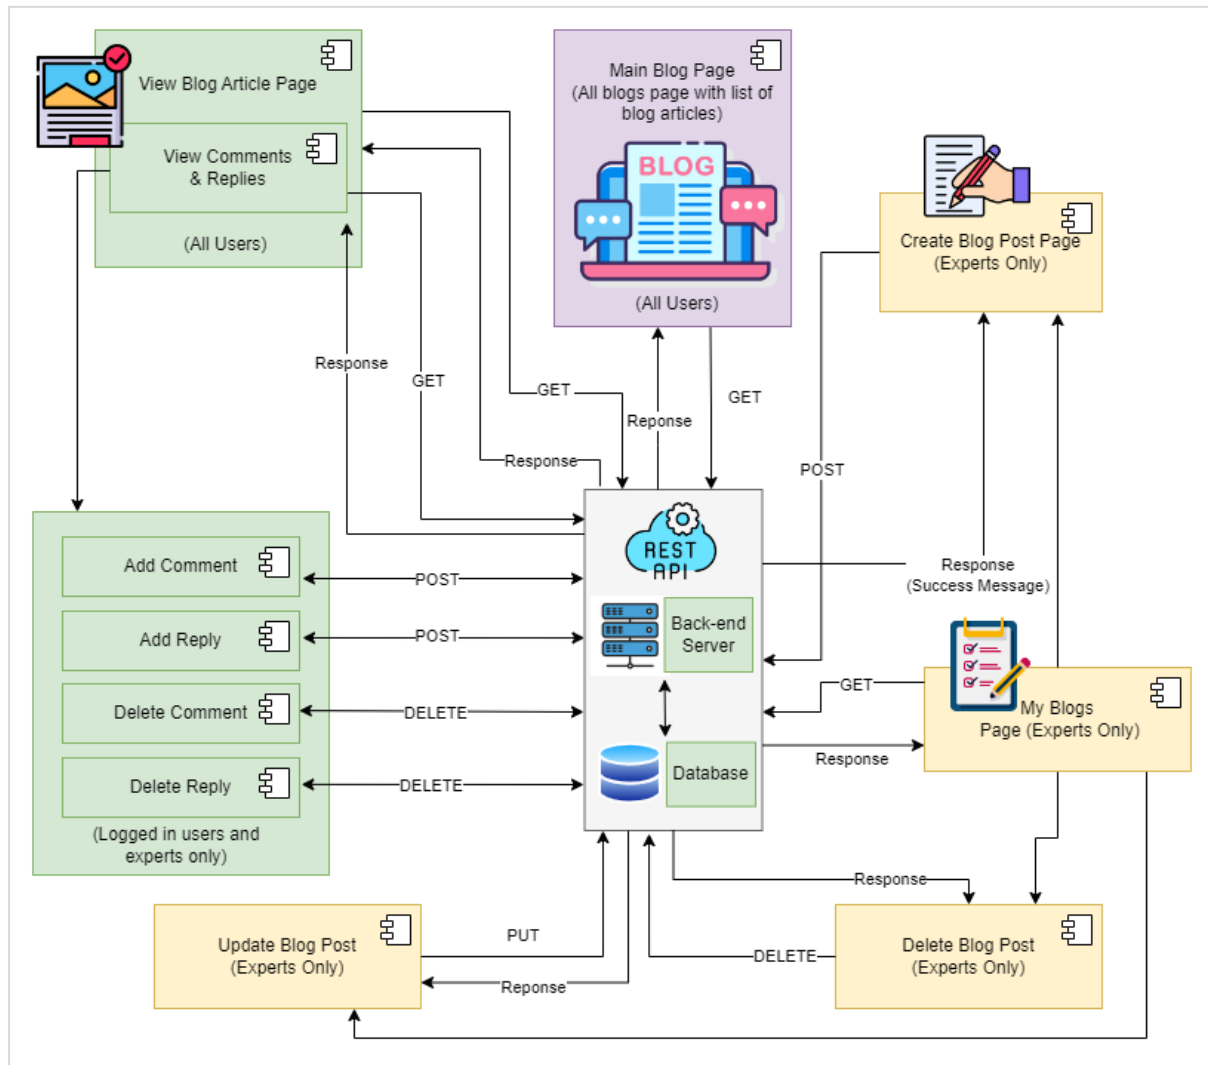 View Blog Article Page
View Comments
& Replies
(All Users)
Main Blog Page
(All blogs page with list of
blog articles)
BLOG
(All Users)
Create Blog Post Page
(Experts Only)
Response
GET
GET
Response
Reponse
GET
POST
Response
(Success Message)
REST
API
Back-end
Server
Database
Add Comment
Add Reply
Delete Comment
Delete Reply
(Logged in users and
experts only)
POST
POST
DELETE
DELETE
GET
Response
My Blogs
Page (Experts Only)
Response
DELETE
Delete Blog Post
(Experts Only)
Update Blog Post
(Experts Only)
PUT
Reponse